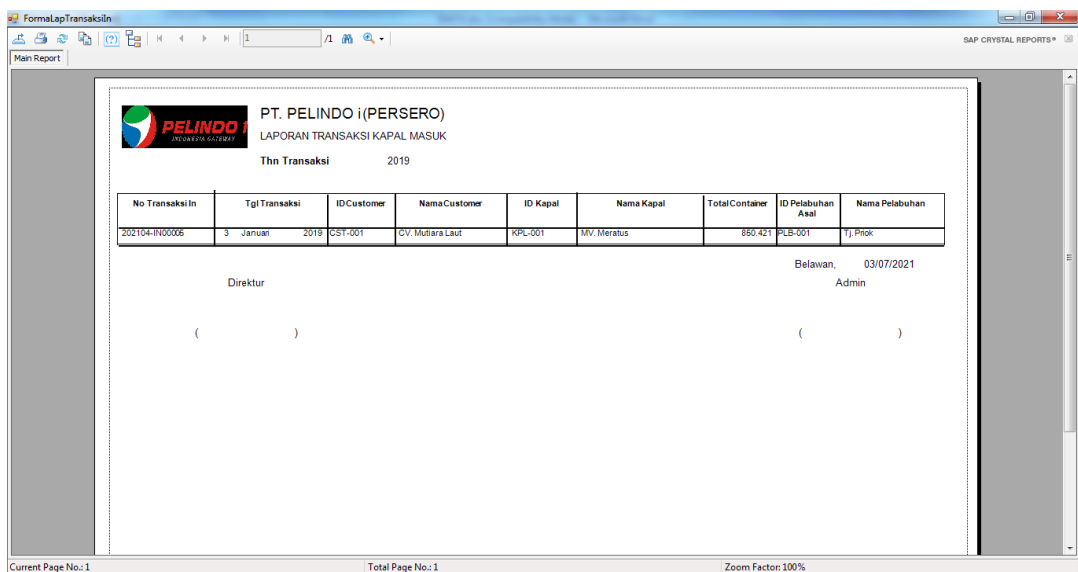 FormaLapTransaksiIn
1 /1
SAP CRYSTAL REPORTS®
Main Report
PELINDO 1
INDONESIA GATEWAY
PT. PELINDO i (PERSERO)
LAPORAN TRANSAKSI KAPAL MASUK
Thn Transaksi 2019
No Transaksi In Tgl Transaksi ID Customer Nama Customer ID Kapal Nama Kapal Total Container ID Pelabuhan Asal Nama Pelabuhan
202104-IN00005 3 Januari 2019 CST-001 CV. Mutiara Laut KPL-001 MV. Meratus 850.421 PLB-001 Tj. Priok
Belawan, 03/07/2021
Direktur Admin
( ) ( )
Current Page No.: 1 Total Page No.: 1 Zoom Factor: 100%